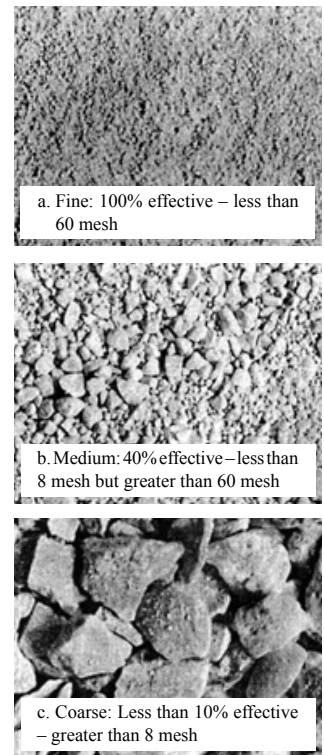 a. Fine: 100% effective – less than
60 mesh
b. Medium: 40% effective – less than
8 mesh but greater than 60 mesh
c. Coarse: Less than 10% effective
– greater than 8 mesh